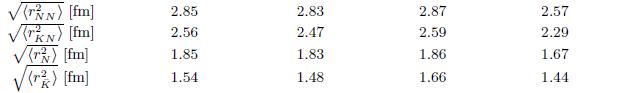 √⟨r²_NN⟩ [fm] 2.85 2.83 2.87 2.57
√⟨r²_K̄N⟩ [fm] 2.56 2.47 2.59 2.29
√⟨r²_N⟩ [fm] 1.85 1.83 1.86 1.67
√⟨r²_K̄⟩ [fm] 1.54 1.48 1.66 1.44